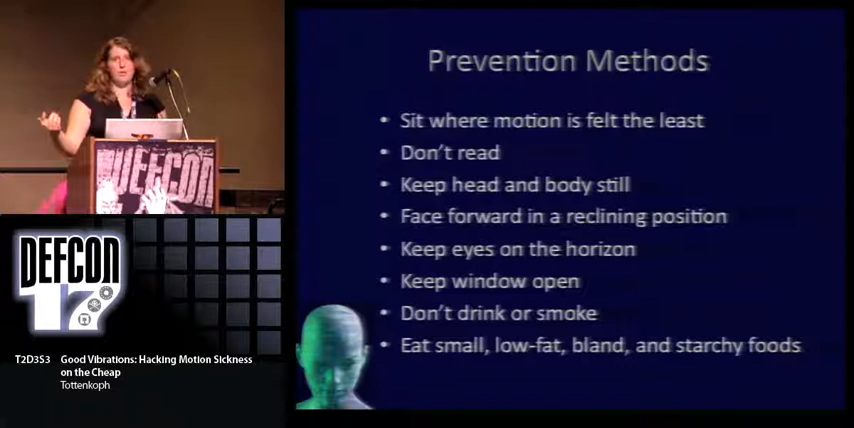 Prevention Methods
• Sit where motion is felt the least
• Don't read
• Keep head and body still
• Face forward in a reclining position
• Keep eyes on the horizon
• Keep window open
• Don't drink or smoke
• Eat small, low-fat, bland, and starchy foods
DEFCON
DEFCON
17
T2D353 Good Vibrations: Hacking Motion Sickness
on the Cheap
Tottenkoph